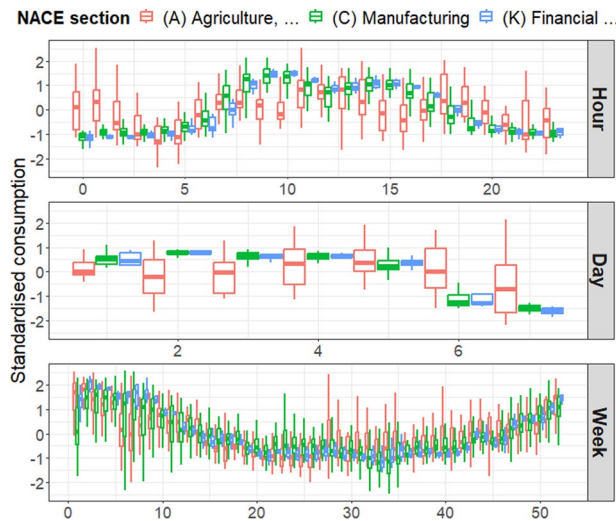 NACE section (A) Agriculture, ... (C) Manufacturing (K) Financial ...
Standardised consumption
2
1
0
-1
-2
0 5 10 15 20
Hour
2
1
0
-1
-2
2 4 6
Day
2
1
0
-1
-2
0 10 20 30 40 50
Week